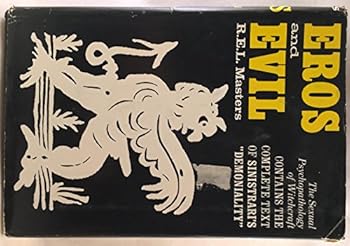 EROS
and
EVIL
R.E.L. Masters
The Sexual
Psychopathology
of Witchcraft
CONTAINS THE
COMPLETE TEXT
OF SINISTRARI'S
"DEMONIALITY"